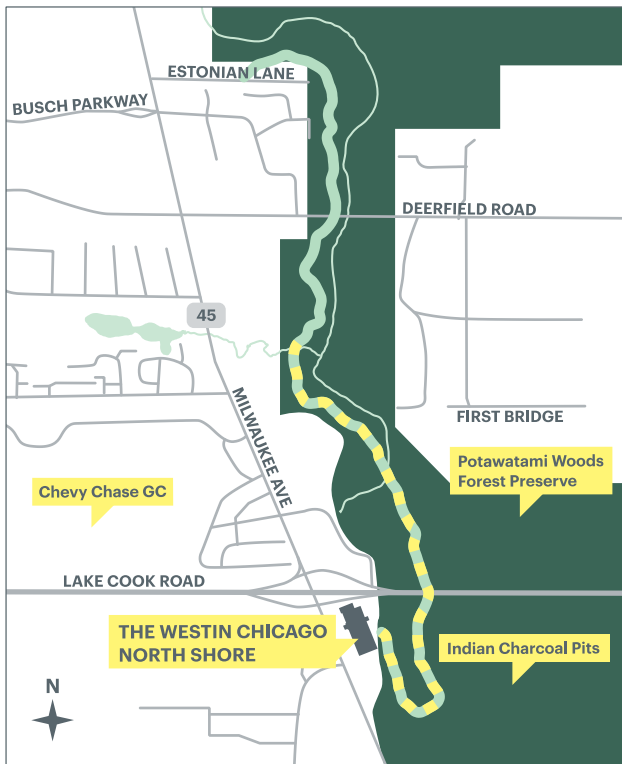 ESTONIAN LANE
BUSCH PARKWAY
DEERFIELD ROAD
45
MILWAUKEE AVE
FIRST BRIDGE
Potawatami Woods
Forest Preserve
Chevy Chase GC
LAKE COOK ROAD
THE WESTIN CHICAGO
NORTH SHORE
Indian Charcoal Pits
N